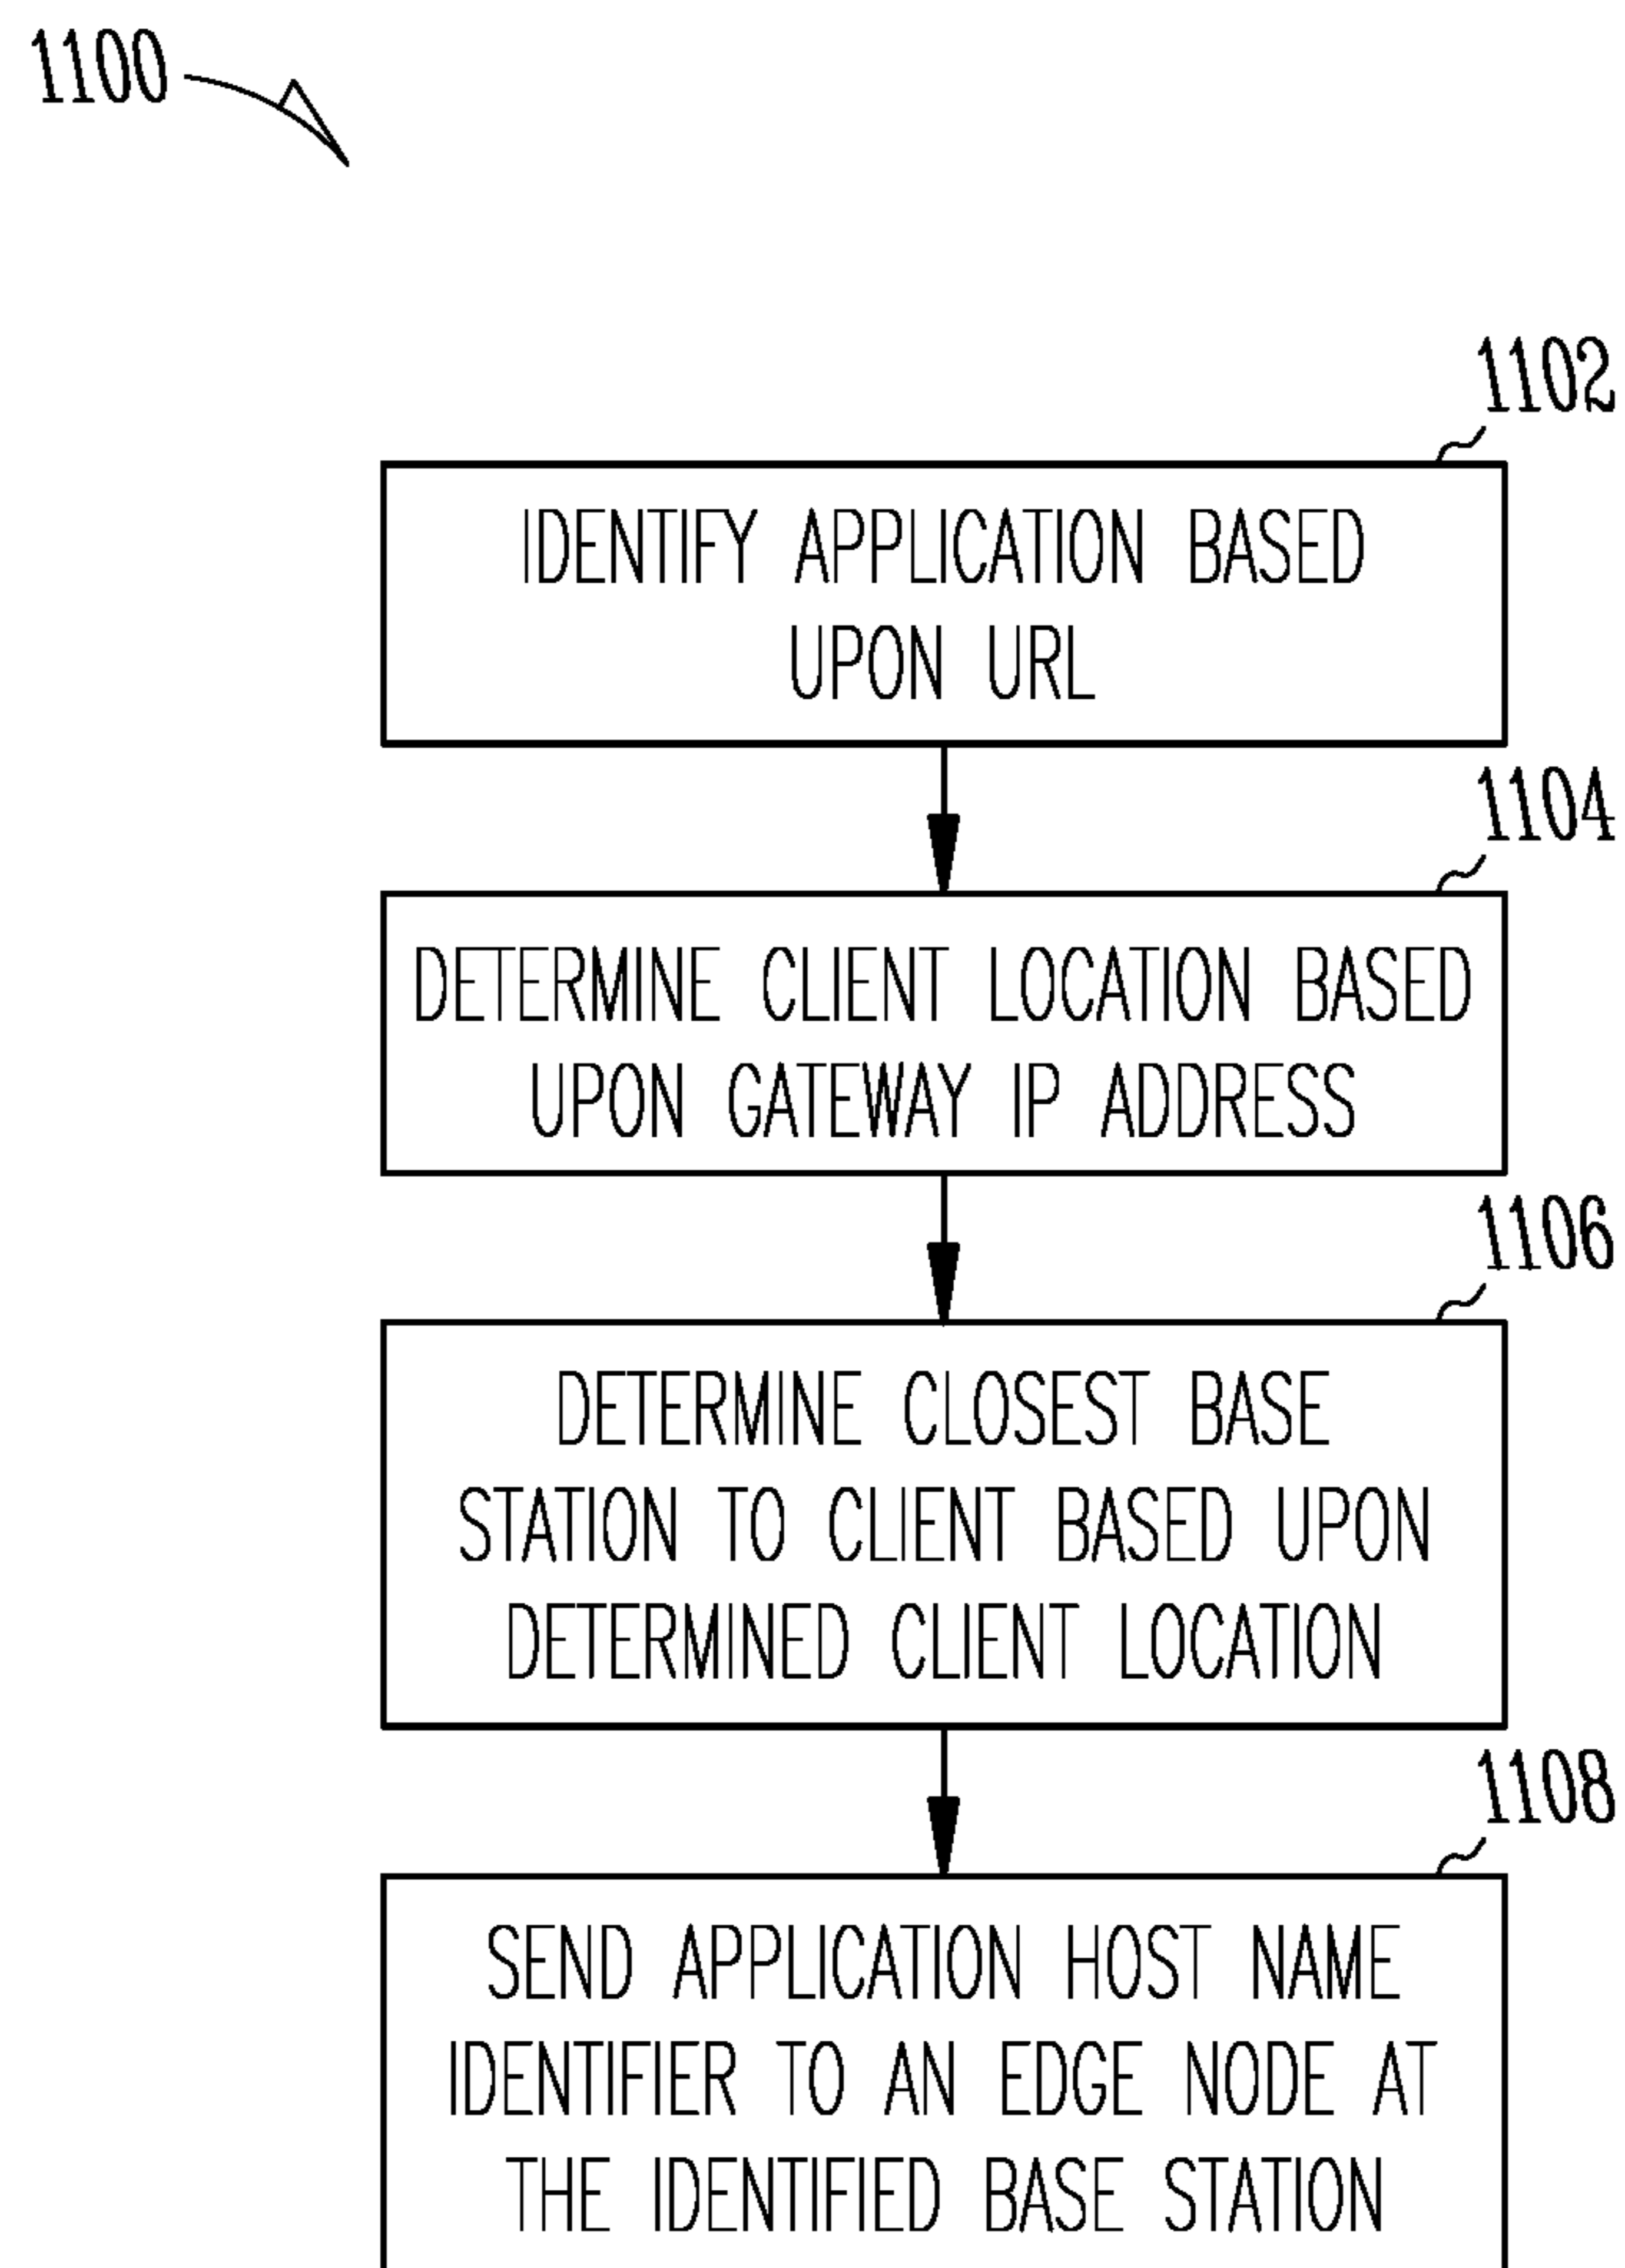 1100
1102
IDENTIFY APPLICATION BASED
UPON URL
1104
DETERMINE CLIENT LOCATION BASED
UPON GATEWAY IP ADDRESS
1106
DETERMINE CLOSEST BASE
STATION TO CLIENT BASED UPON
DETERMINED CLIENT LOCATION
1108
SEND APPLICATION HOST NAME
IDENTIFIER TO AN EDGE NODE AT
THE IDENTIFIED BASE STATION